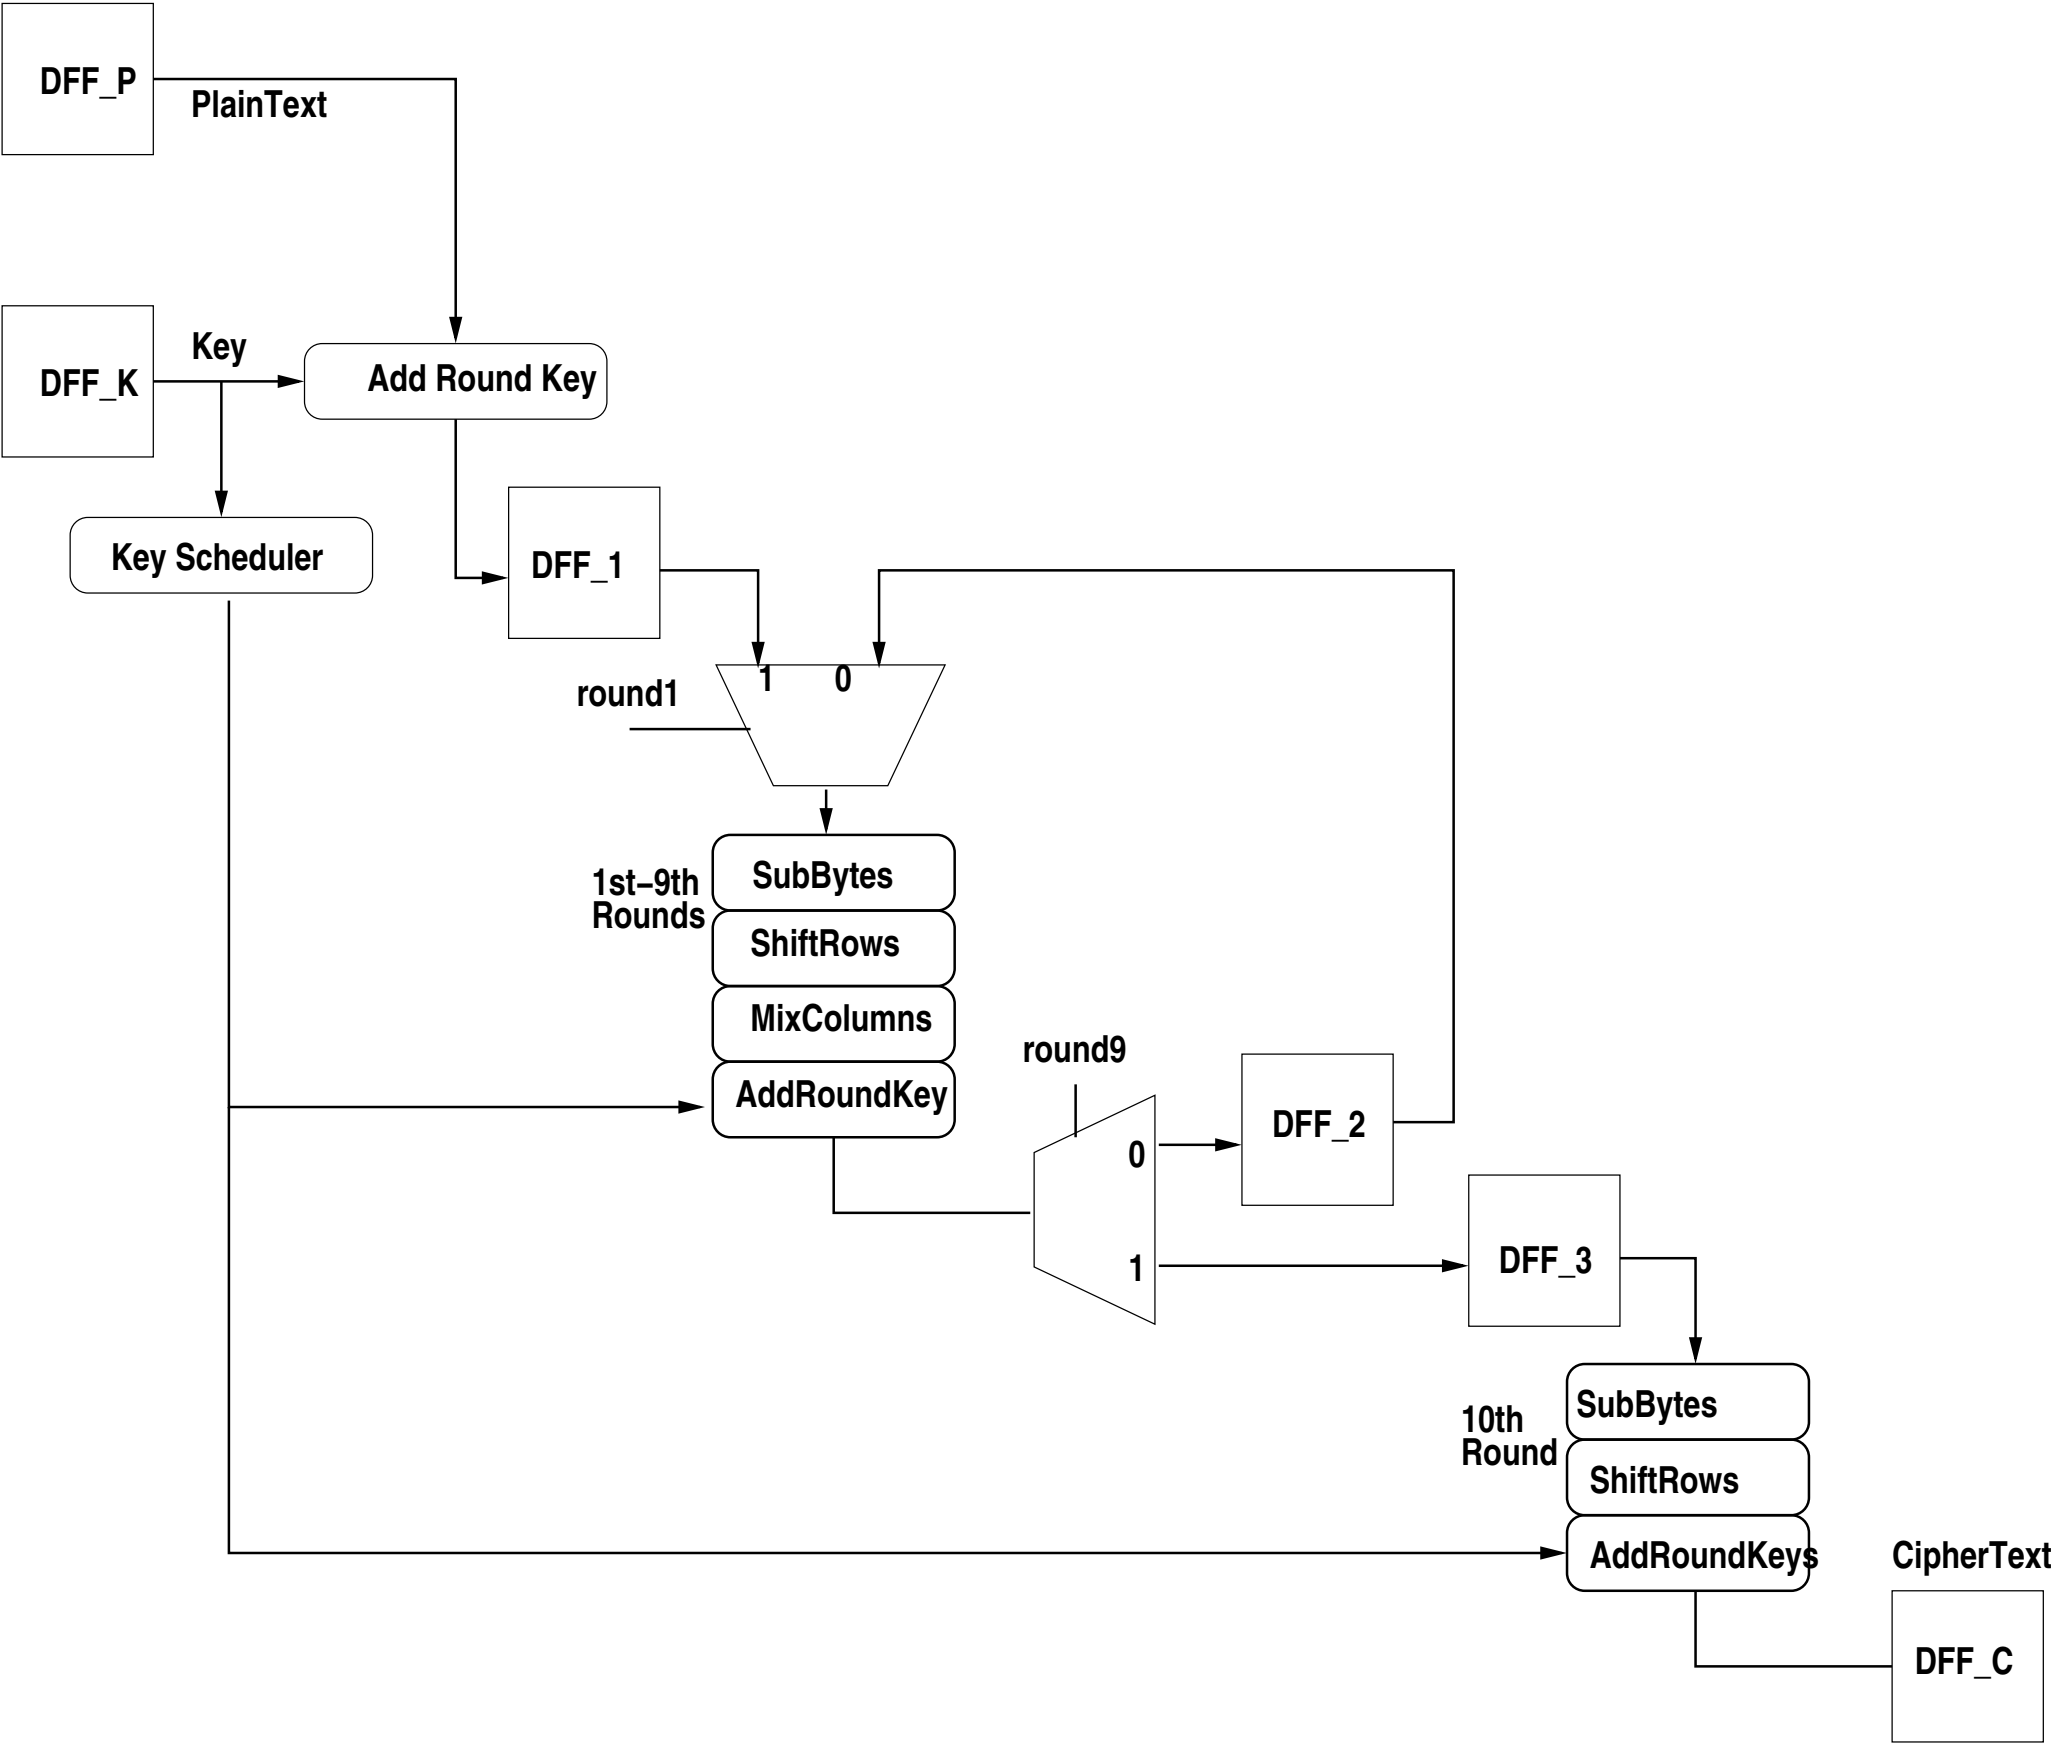 DFF_P
PlainText
DFF_K
Key
Add Round Key
Key Scheduler
DFF_1
1
0
round1
1st–9th
Rounds
SubBytes
ShiftRows
MixColumns
AddRoundKey
round9
0
1
DFF_2
DFF_3
10th
Round
SubBytes
ShiftRows
AddRoundKeys
CipherText
DFF_C